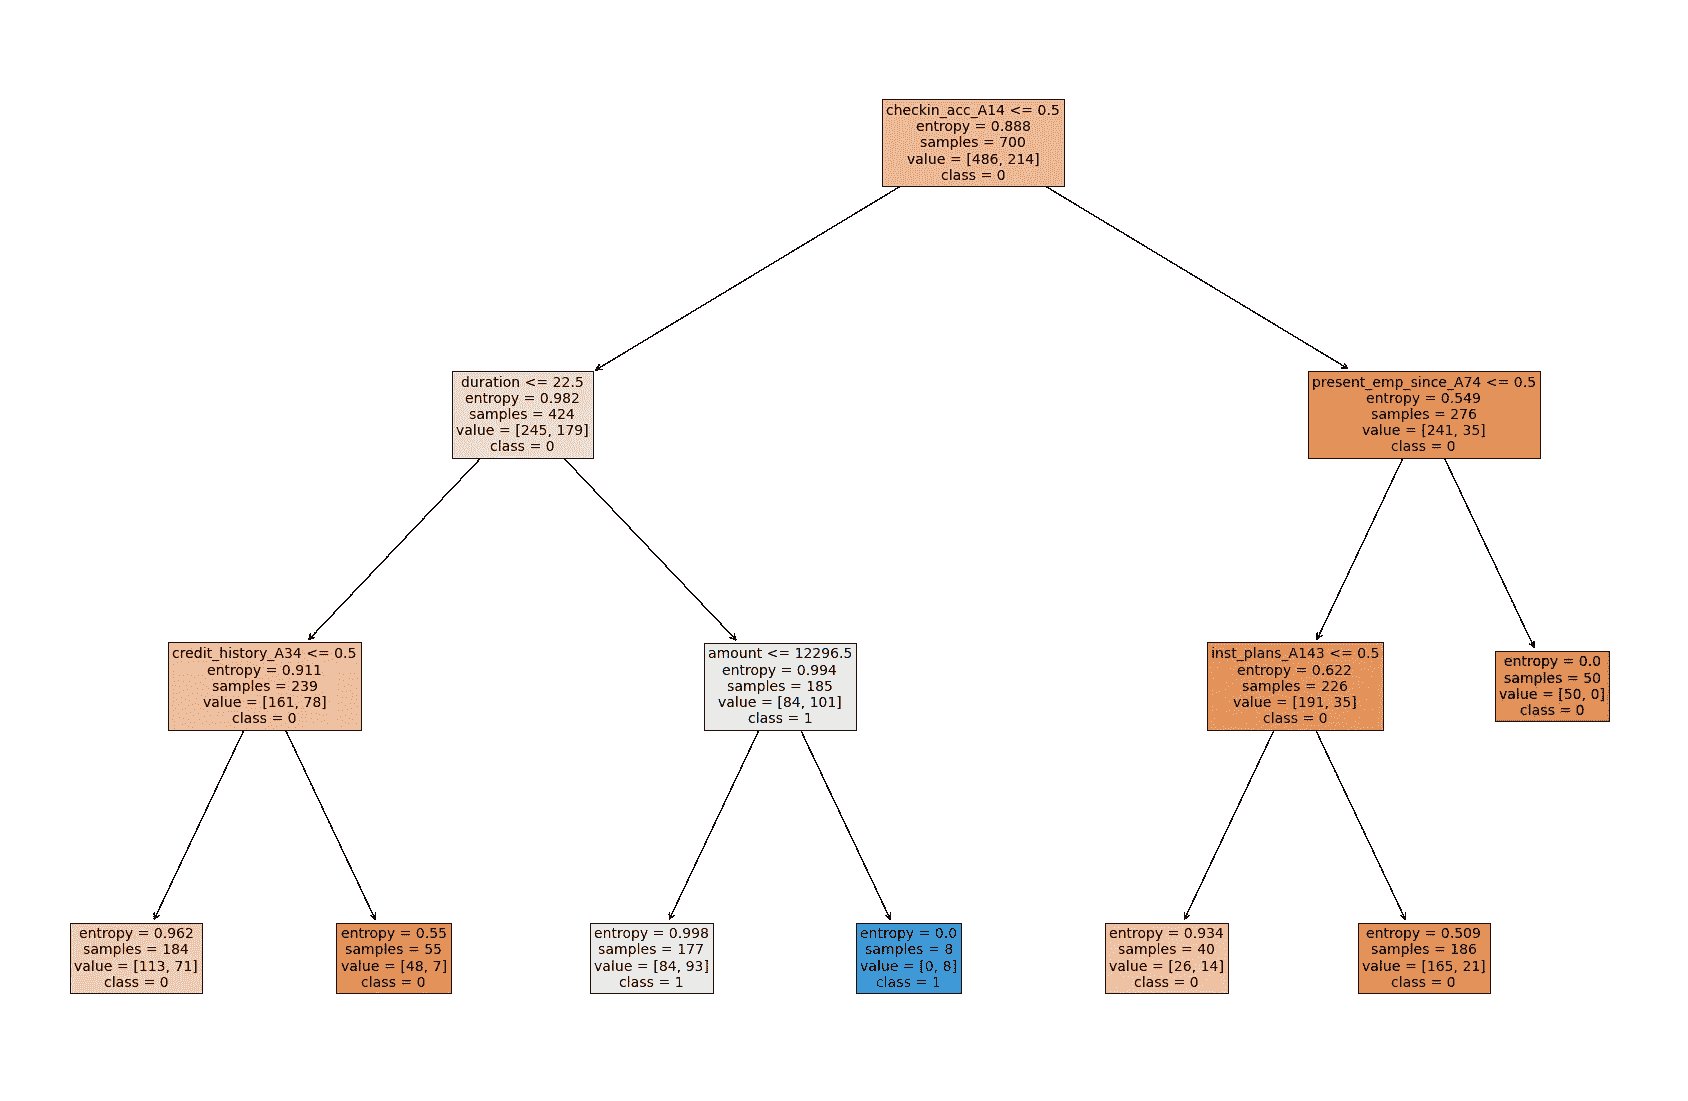 checkin_acc_A14 <= 0.5
entropy = 0.888
samples = 700
value = [486, 214]
class = 0
duration <= 22.5
entropy = 0.982
samples = 424
value = [245, 179]
class = 0
present_emp_since_A74 <= 0.5
entropy = 0.549
samples = 276
value = [241, 35]
class = 0
credit_history_A34 <= 0.5
entropy = 0.911
samples = 239
value = [161, 78]
class = 0
amount <= 12296.5
entropy = 0.994
samples = 185
value = [84, 101]
class = 1
inst_plans_A143 <= 0.5
entropy = 0.622
samples = 226
value = [191, 35]
class = 0
entropy = 0.0
samples = 50
value = [50, 0]
class = 0
entropy = 0.962
samples = 184
value = [113, 71]
class = 0
entropy = 0.55
samples = 55
value = [48, 7]
class = 0
entropy = 0.998
samples = 177
value = [84, 93]
class = 1
entropy = 0.0
samples = 8
value = [0, 8]
class = 1
entropy = 0.934
samples = 40
value = [26, 14]
class = 0
entropy = 0.509
samples = 186
value = [165, 21]
class = 0